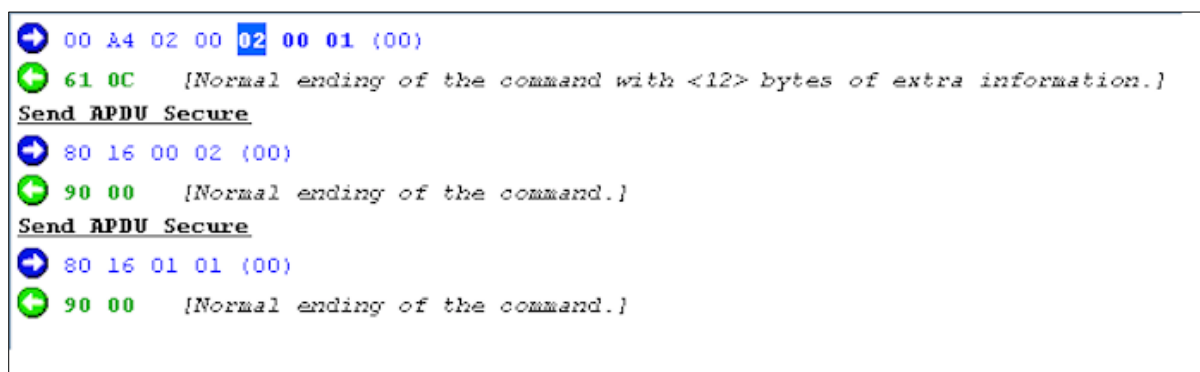 00 A4 02 00 02 00 01 (00)
61 0C [Normal ending of the command with <12> bytes of extra information.]
Send APDU Secure
80 16 00 02 (00)
90 00 [Normal ending of the command.]
Send APDU Secure
80 16 01 01 (00)
90 00 [Normal ending of the command.]